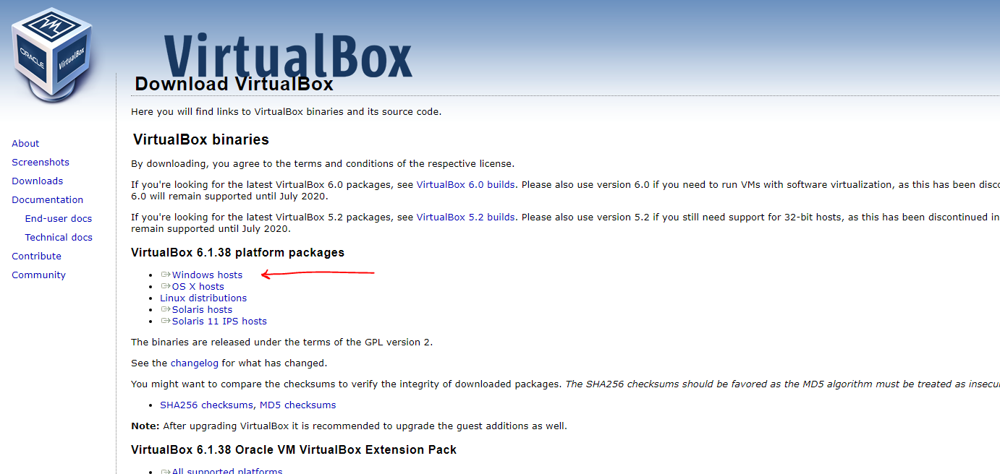 ORACLE
VirtualBox
VirtualBox
Download VirtualBox
Here you will find links to VirtualBox binaries and its source code.
About
Screenshots
Downloads
Documentation
End-user docs
Technical docs
Contribute
Community
VirtualBox binaries
By downloading, you agree to the terms and conditions of the respective license.
If you're looking for the latest VirtualBox 6.0 packages, see VirtualBox 6.0 builds. Please also use version 6.0 if you need to run VMs with software virtualization, as this has been disco
6.0 will remain supported until July 2020.
If you're looking for the latest VirtualBox 5.2 packages, see VirtualBox 5.2 builds. Please also use version 5.2 if you still need support for 32-bit hosts, as this has been discontinued in
remain supported until July 2020.
VirtualBox 6.1.38 platform packages
Windows hosts
OS X hosts
Linux distributions
Solaris hosts
Solaris 11 IPS hosts
The binaries are released under the terms of the GPL version 2.
See the changelog for what has changed.
You might want to compare the checksums to verify the integrity of downloaded packages. The SHA256 checksums should be favored as the MD5 algorithm must be treated as insecu
SHA256 checksums, MD5 checksums
Note: After upgrading VirtualBox it is recommended to upgrade the guest additions as well.
VirtualBox 6.1.38 Oracle VM VirtualBox Extension Pack
All supported platforms